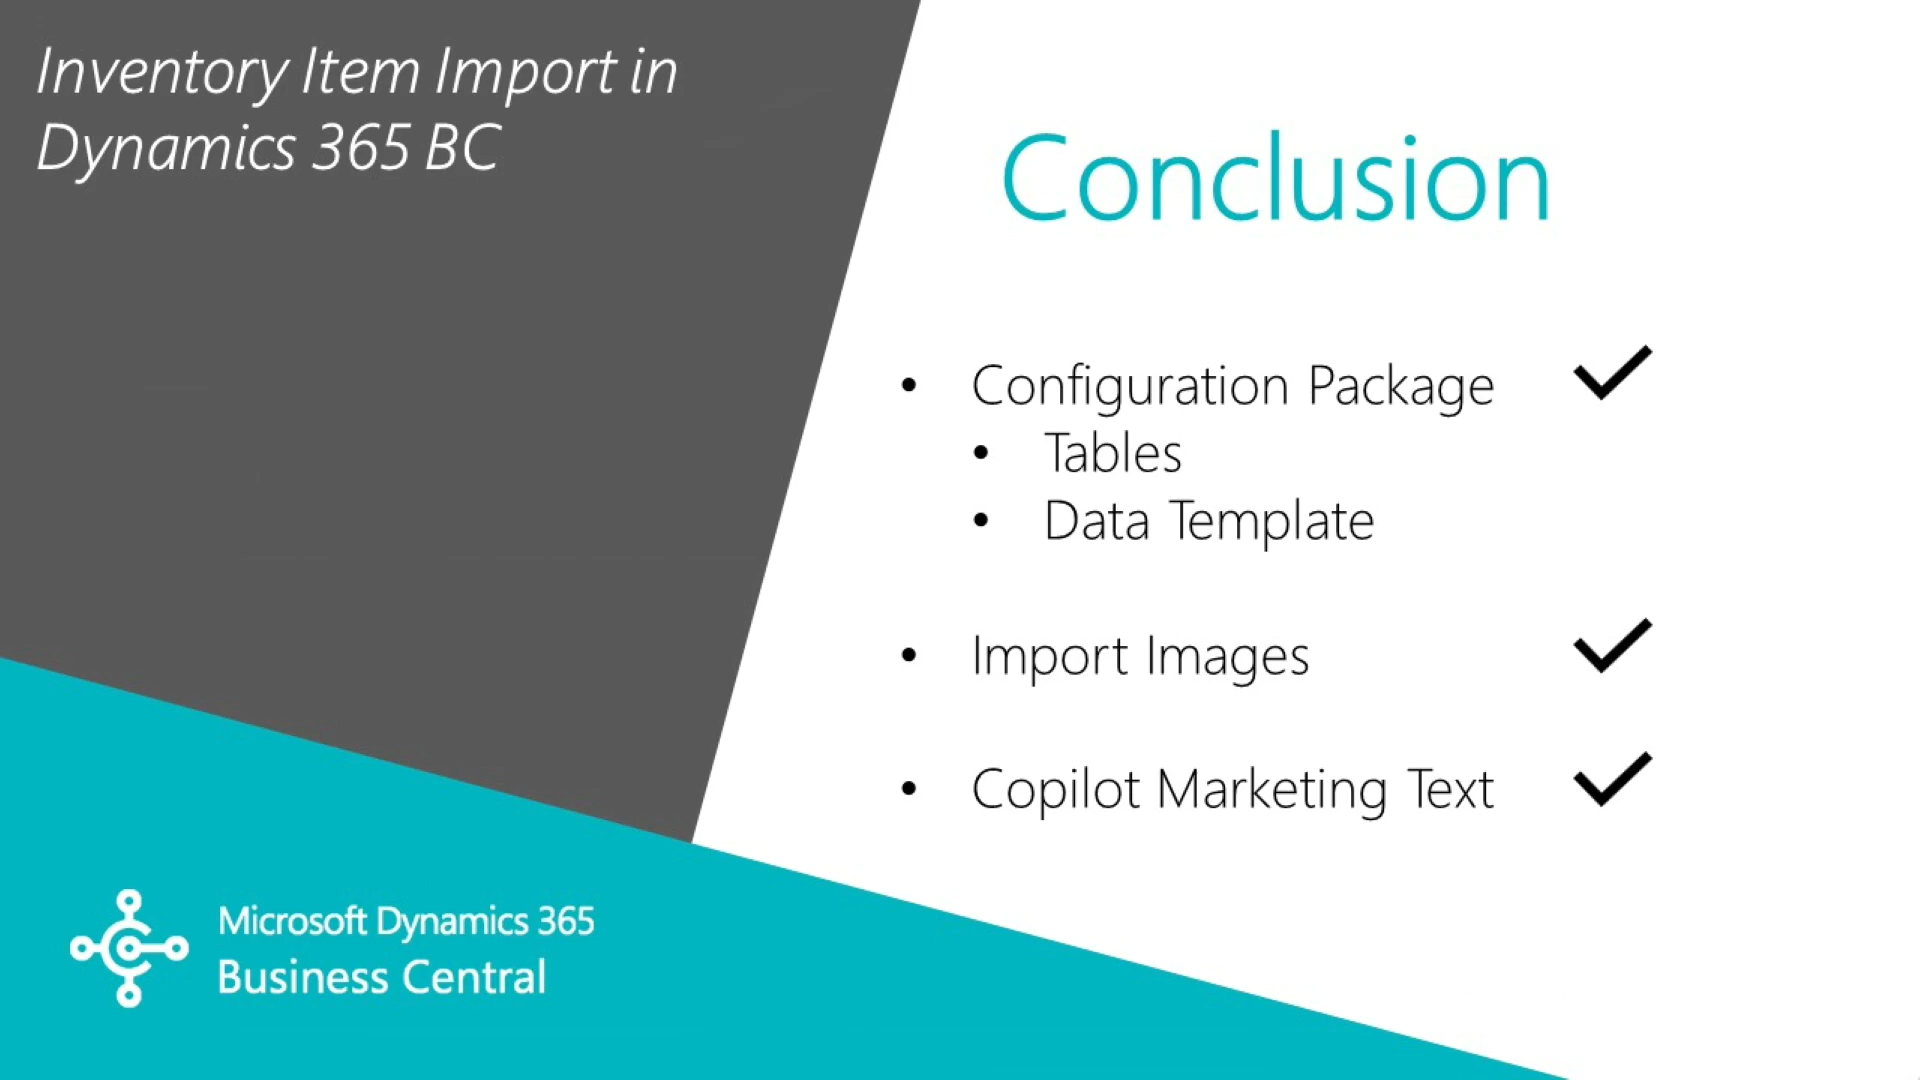 Inventory Item Import in
Dynamics 365 BC
Conclusion
• Configuration Package
• Tables
• Data Template
• Import Images
• Copilot Marketing Text
Microsoft Dynamics 365
Business Central